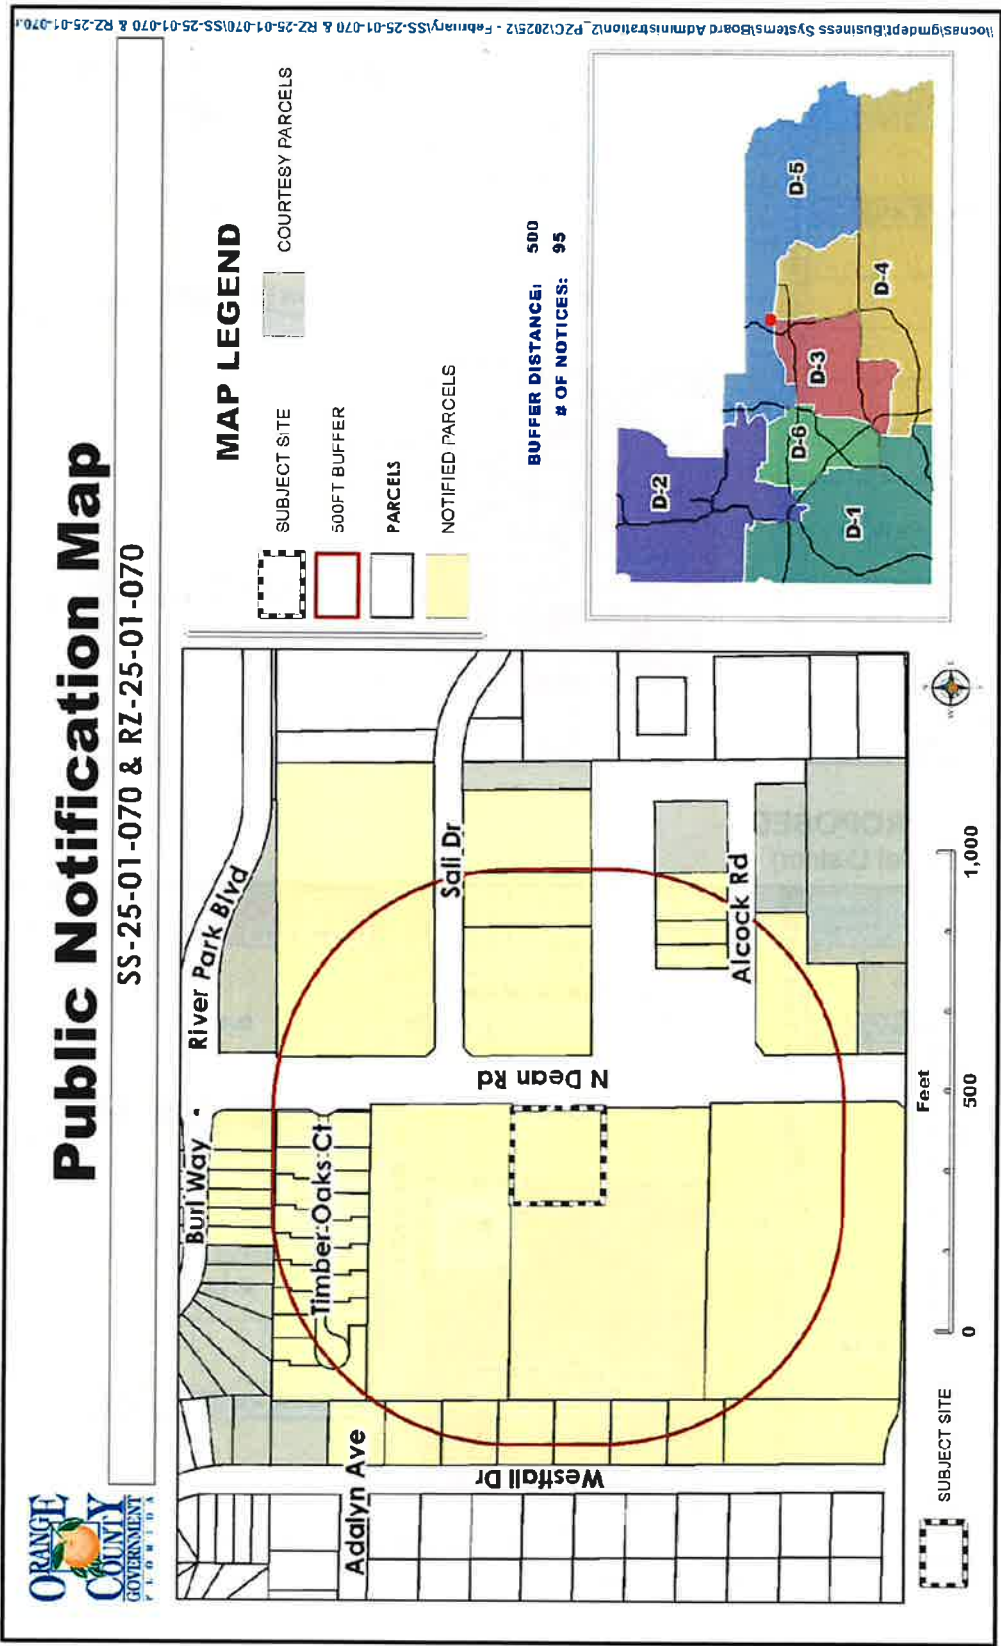 ORANGE
COUNTY
GOVERNMENT
FLORIDA
Public Notification Map
SS-25-01-070 & RZ-25-01-070
River Park Blvd
Burl Way
Timber Oaks Ct
Sali Dr
N Dean Rd
Alcock Rd
Adalyn Ave
Westfall Dr
MAP LEGEND
SUBJECT SITE
COURTESY PARCELS
500FT BUFFER
PARCELS
NOTIFIED PARCELS
BUFFER DISTANCE: 500
# OF NOTICES: 95
D-2
D-5
D-6
D-3
D-4
D-1
SUBJECT SITE
Feet
0 500 1,000
N
W E
S
\\ocnas\gmdept\Business Systems\Board Administration\2_PZC\2025\2 - February\SS-25-01-070 & RZ-25-01-070\SS-25-01-070 & RZ-25-01-070.